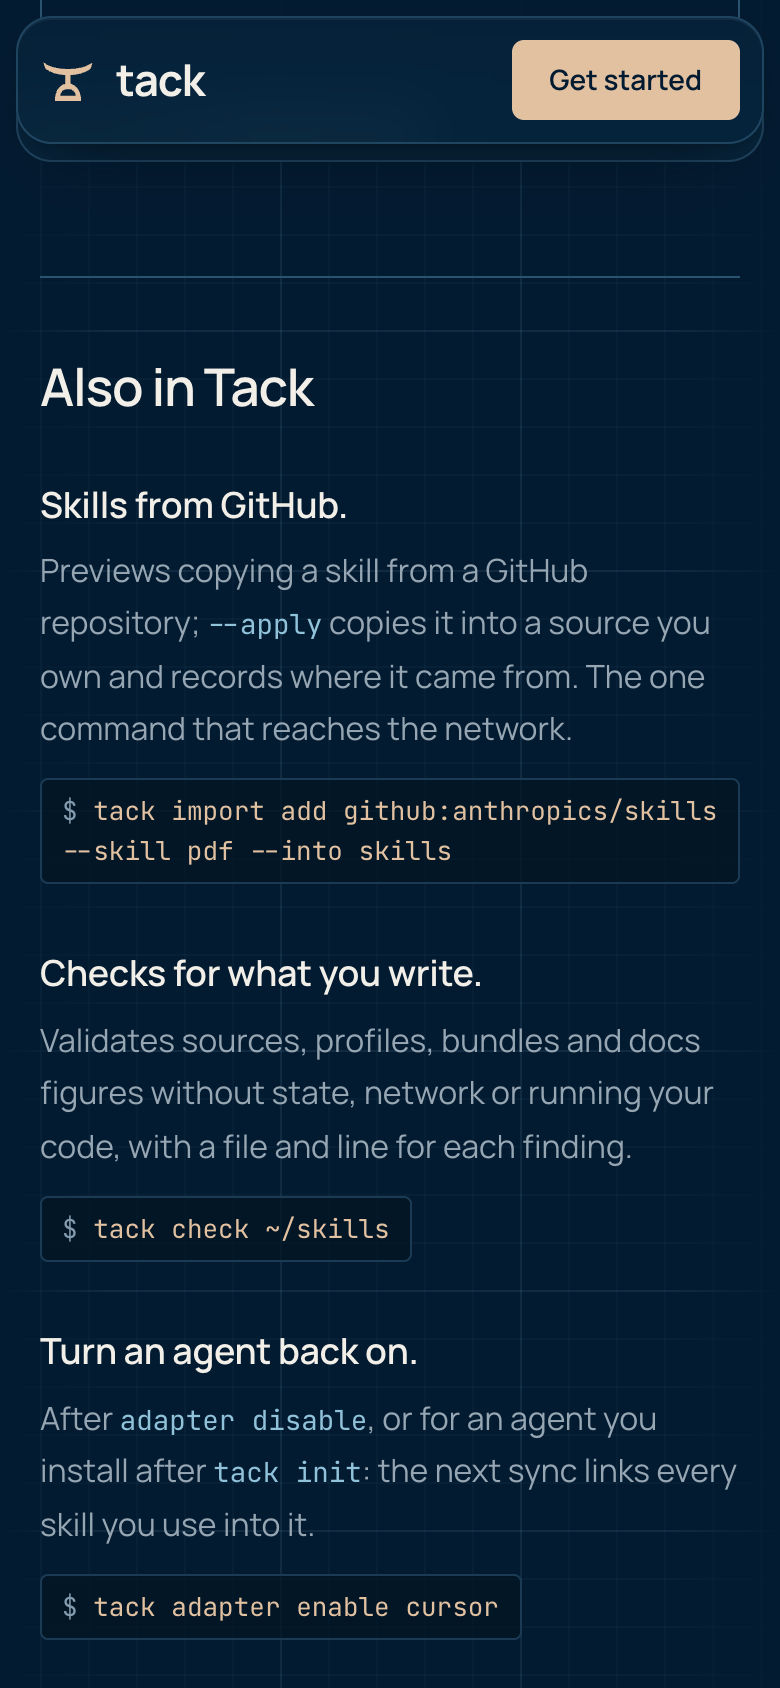 tack
Get started
Also in Tack
Skills from GitHub.
Previews copying a skill from a GitHub
repository; --apply copies it into a source you
own and records where it came from. The one
command that reaches the network.
$ tack import add github:anthropics/skills
--skill pdf --into skills
Checks for what you write.
Validates sources, profiles, bundles and docs
figures without state, network or running your
code, with a file and line for each finding.
$ tack check ~/skills
Turn an agent back on.
After adapter disable, or for an agent you
install after tack init: the next sync links every
skill you use into it.
$ tack adapter enable cursor